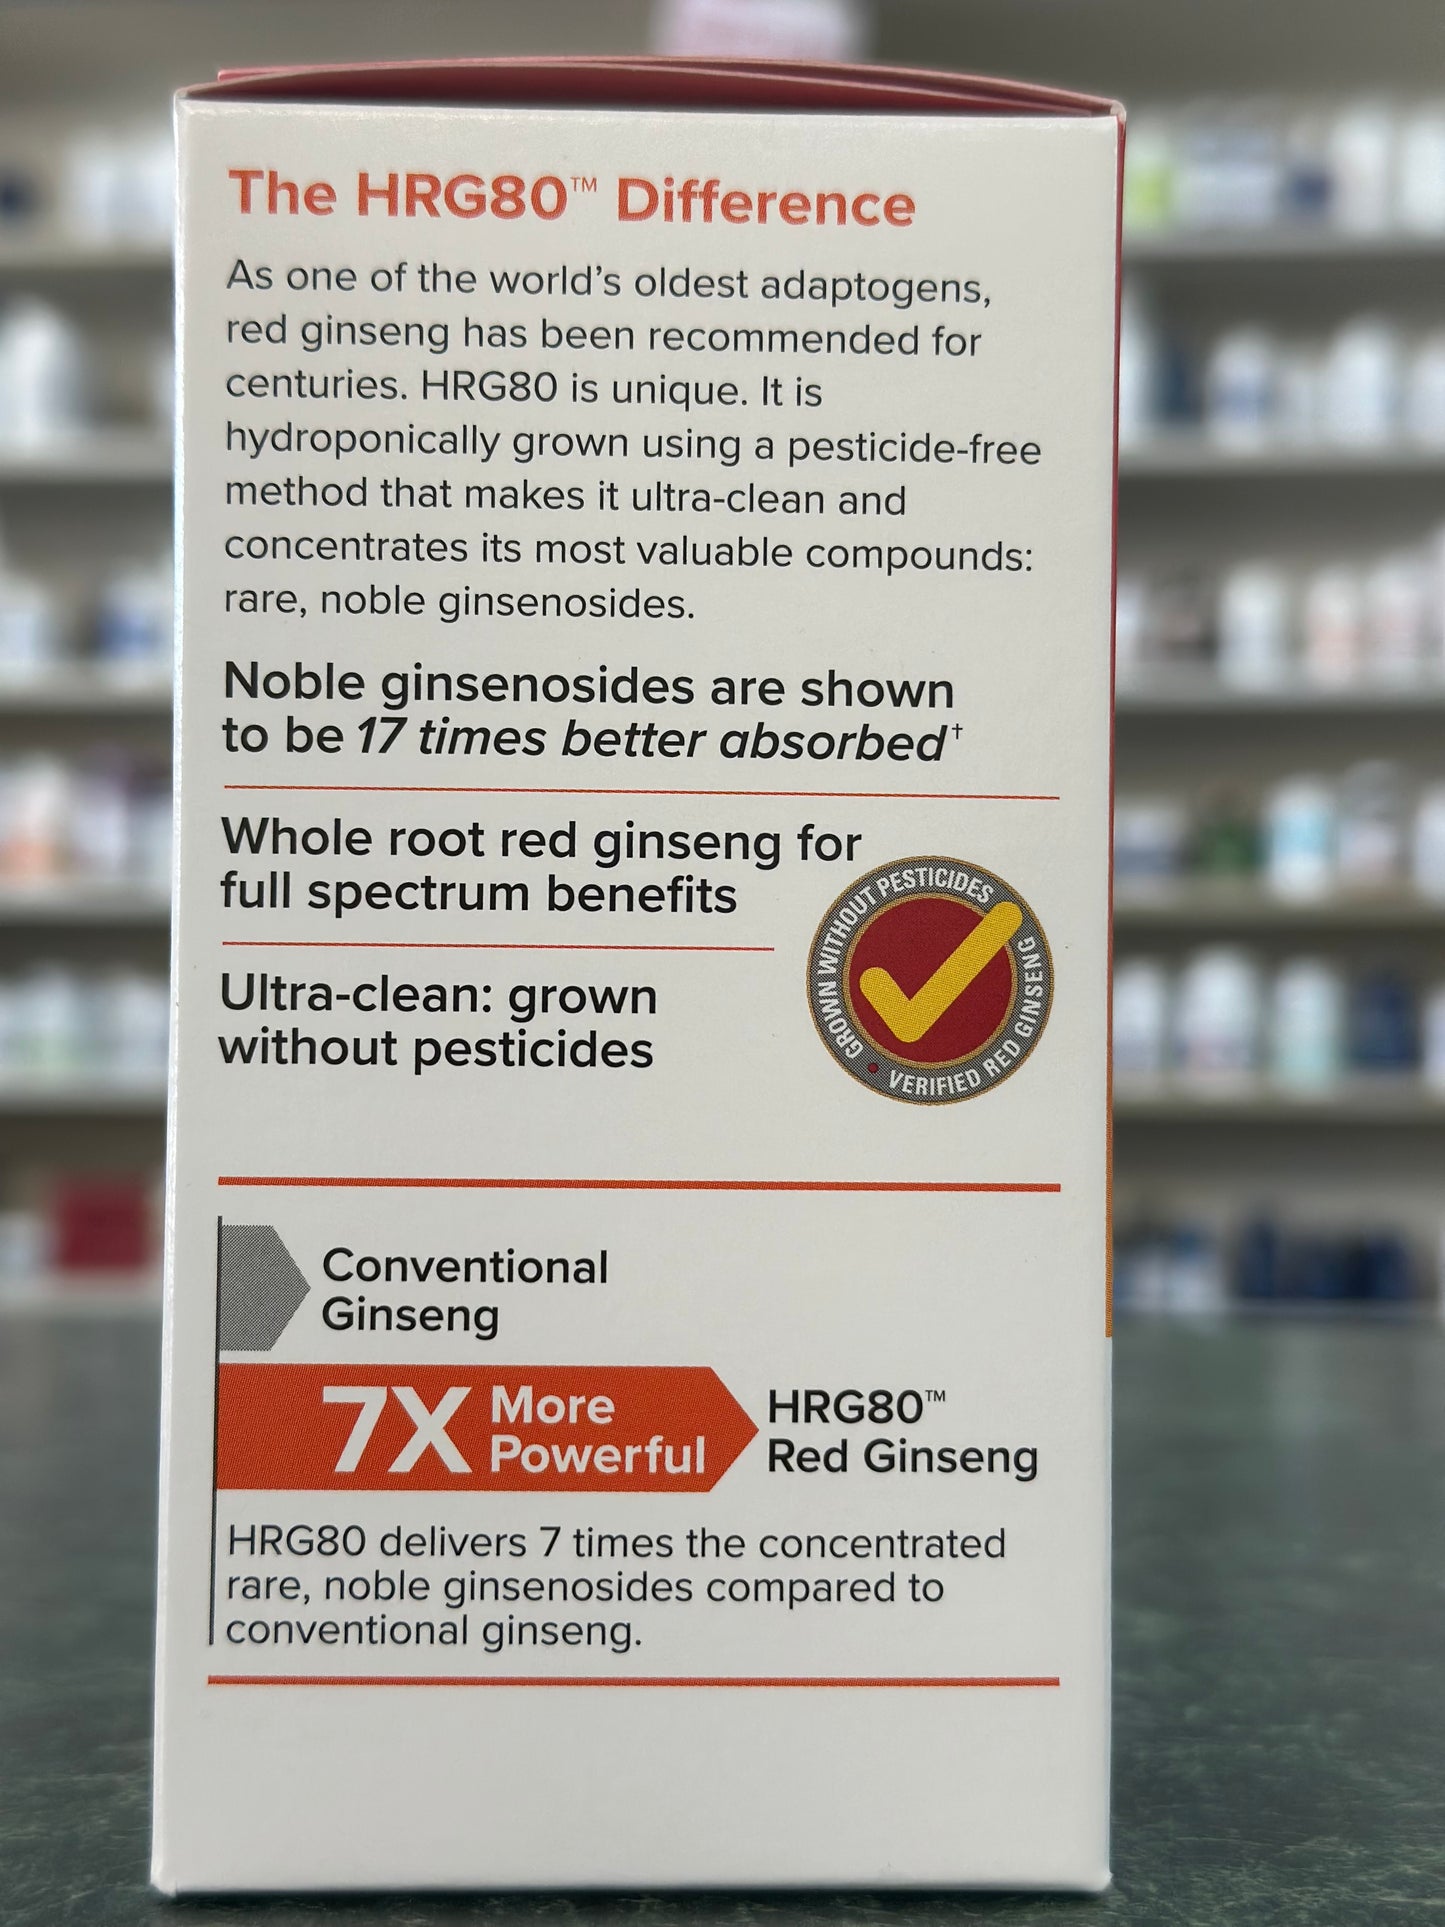 The HRG80™ Difference
As one of the world's oldest adaptogens,
red ginseng has been recommended for
centuries. HRG80 is unique. It is
hydroponically grown using a pesticide-free
method that makes it ultra-clean and
concentrates its most valuable compounds:
rare, noble ginsenosides.
Noble ginsenosides are shown
to be 17 times better absorbed†
Whole root red ginseng for
full spectrum benefits
Ultra-clean: grown
without pesticides
GROWN WITHOUT PESTICIDES
• VERIFIED RED GINSENG
Conventional
Ginseng
7X More
Powerful
HRG80™
Red Ginseng
HRG80 delivers 7 times the concentrated
rare, noble ginsenosides compared to
conventional ginseng.